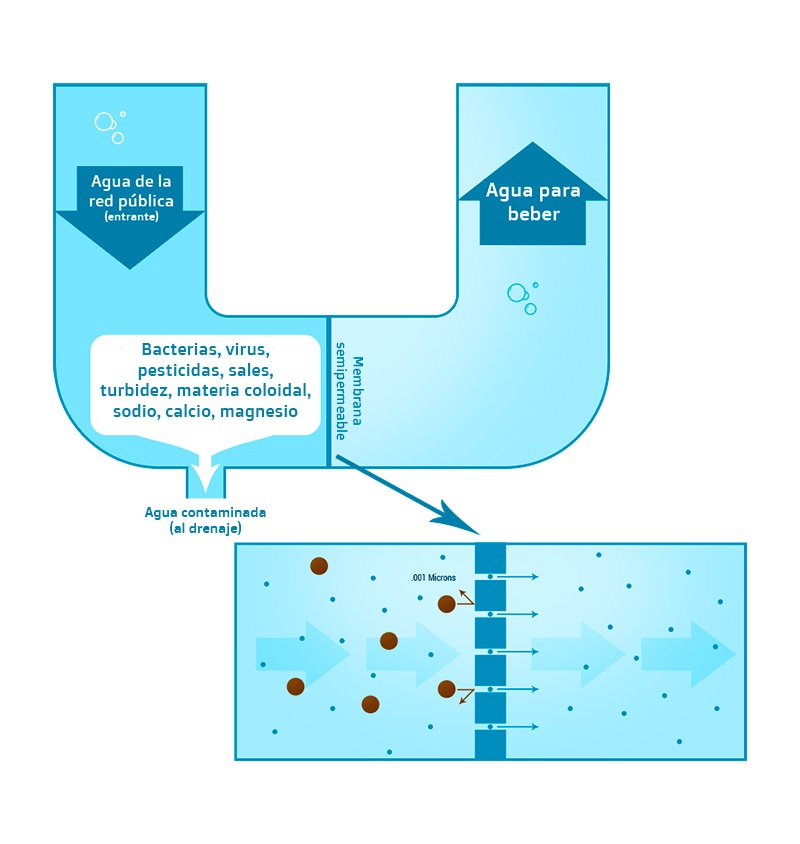 Agua de la
red pública
(entrante)
Agua para
beber
Bacterias, virus,
pesticidas, sales,
turbidez, materia coloidal,
sodio, calcio, magnesio
Membrana
semipermeable
Agua contaminada
(al drenaje)
.001 Microns